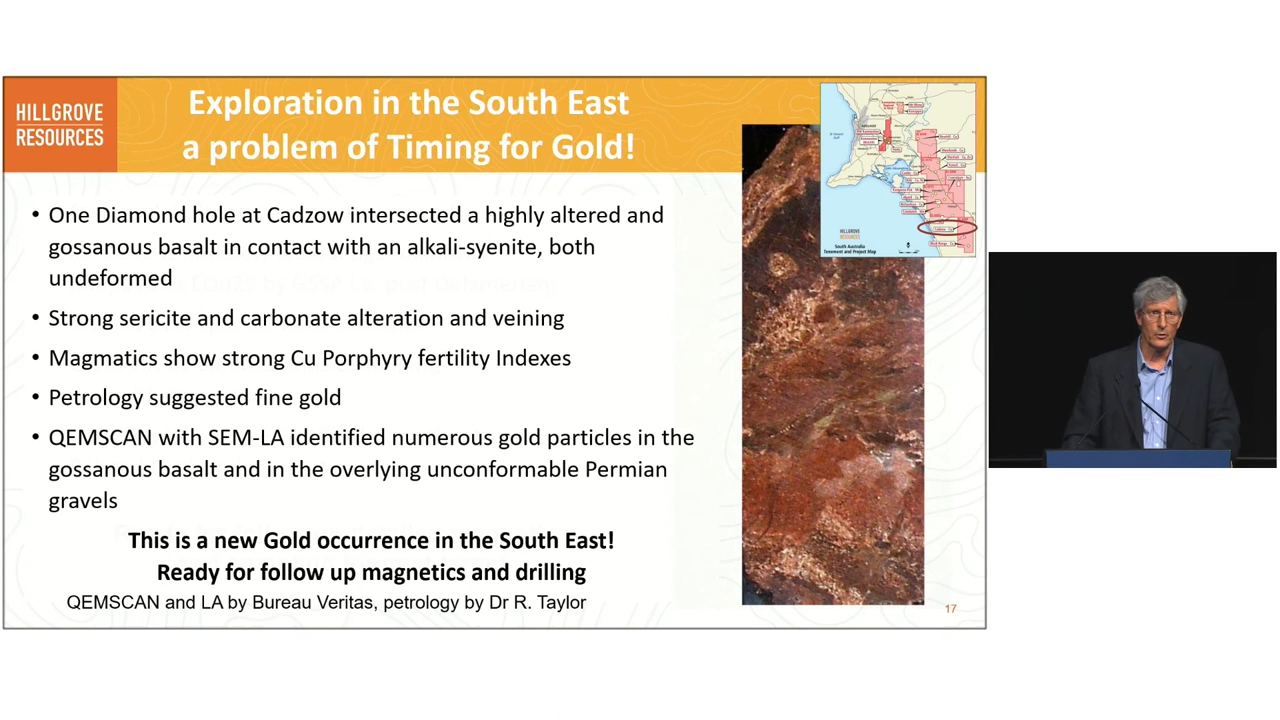 HILLGROVE
RESOURCES
Exploration in the South East
a problem of Timing for Gold!
• One Diamond hole at Cadzow intersected a highly altered and
gossanous basalt in contact with an alkali-syenite, both
undeformed
• Strong sericite and carbonate alteration and veining
• Magmatics show strong Cu Porphyry fertility Indexes
• Petrology suggested fine gold
• QEMSCAN with SEM-LA identified numerous gold particles in the
gossanous basalt and in the overlying unconformable Permian
gravels
This is a new Gold occurrence in the South East!
Ready for follow up magnetics and drilling
QEMSCAN and LA by Bureau Veritas, petrology by Dr R. Taylor
HILLGROVE
RESOURCES
South Australia
Tenement and Project Map
17